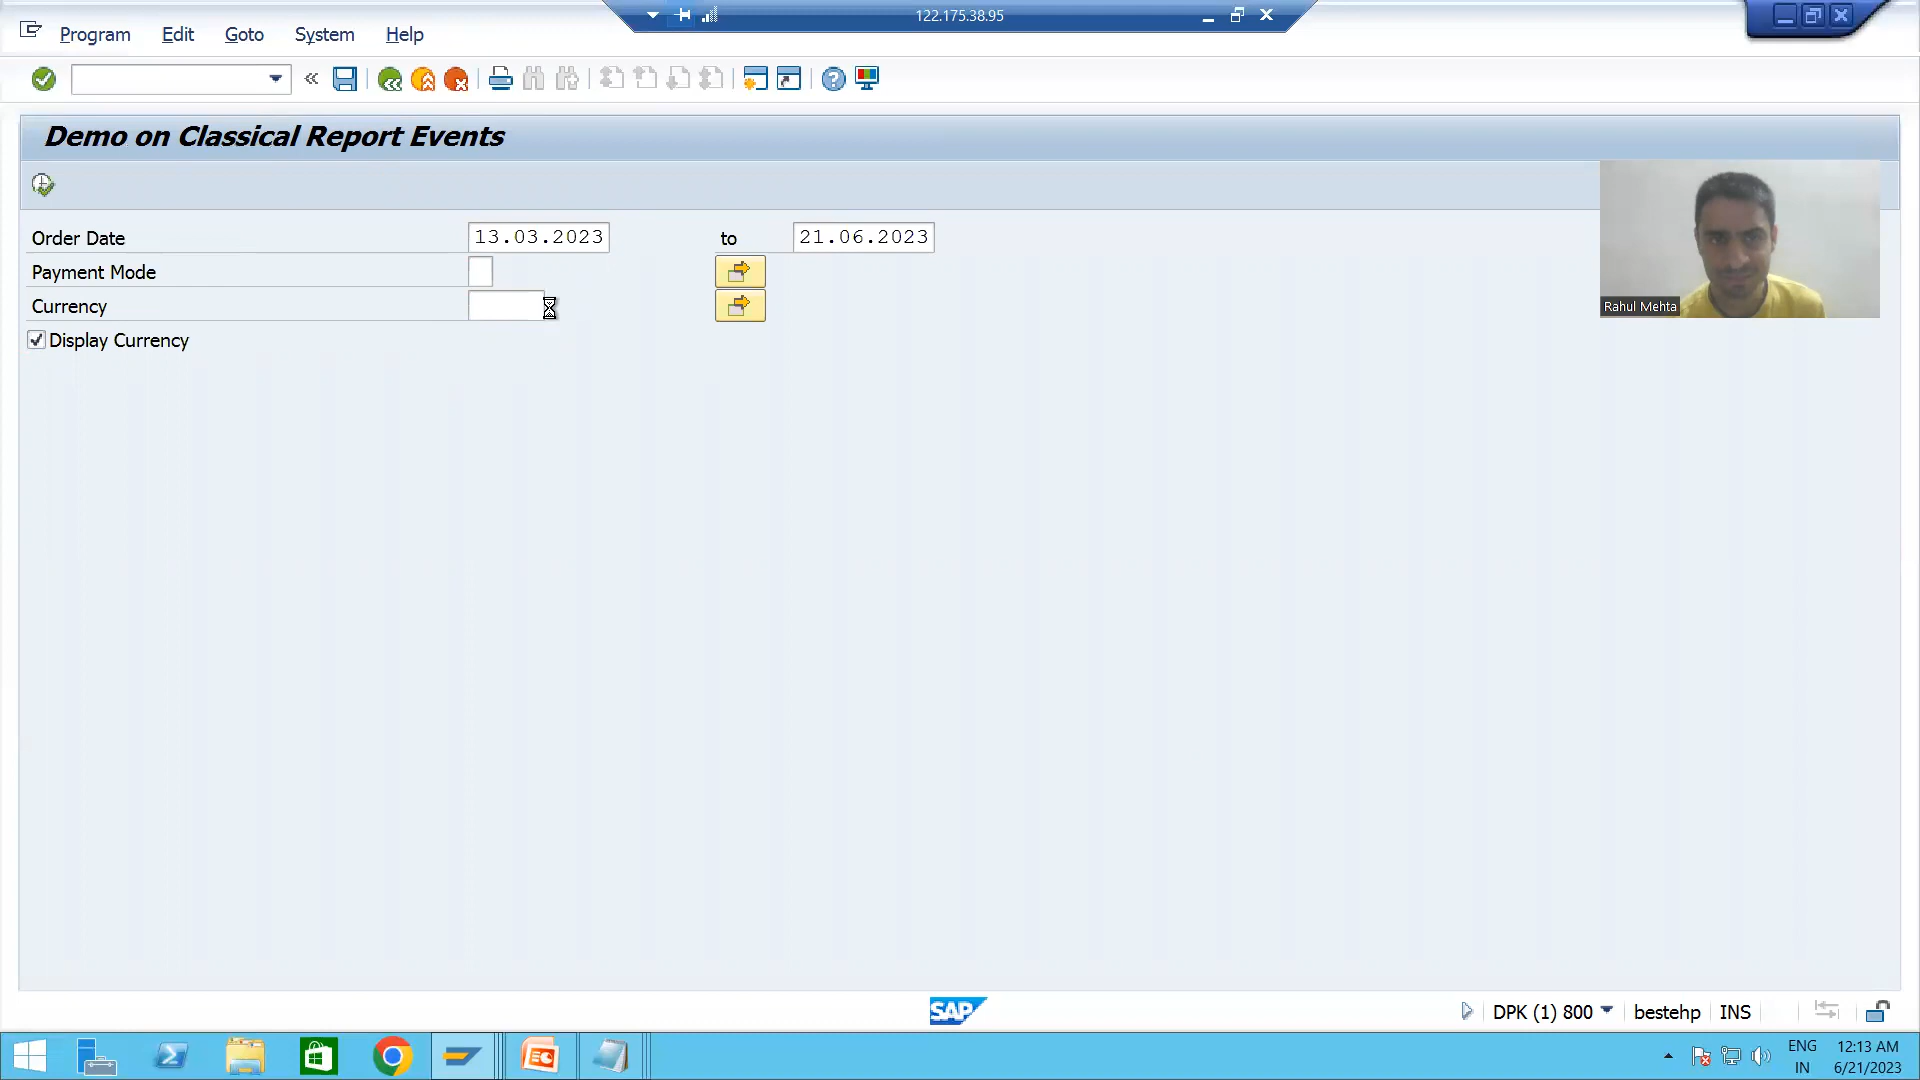 122.175.38.95
Program Edit Goto System Help
Demo on Classical Report Events
Order Date 13.03.2023 to 21.06.2023
Payment Mode
Currency
Display Currency
Rahul Mehta
SAP
DPK (1) 800 bestehp INS
ENG 12:13 AM
IN 6/21/2023